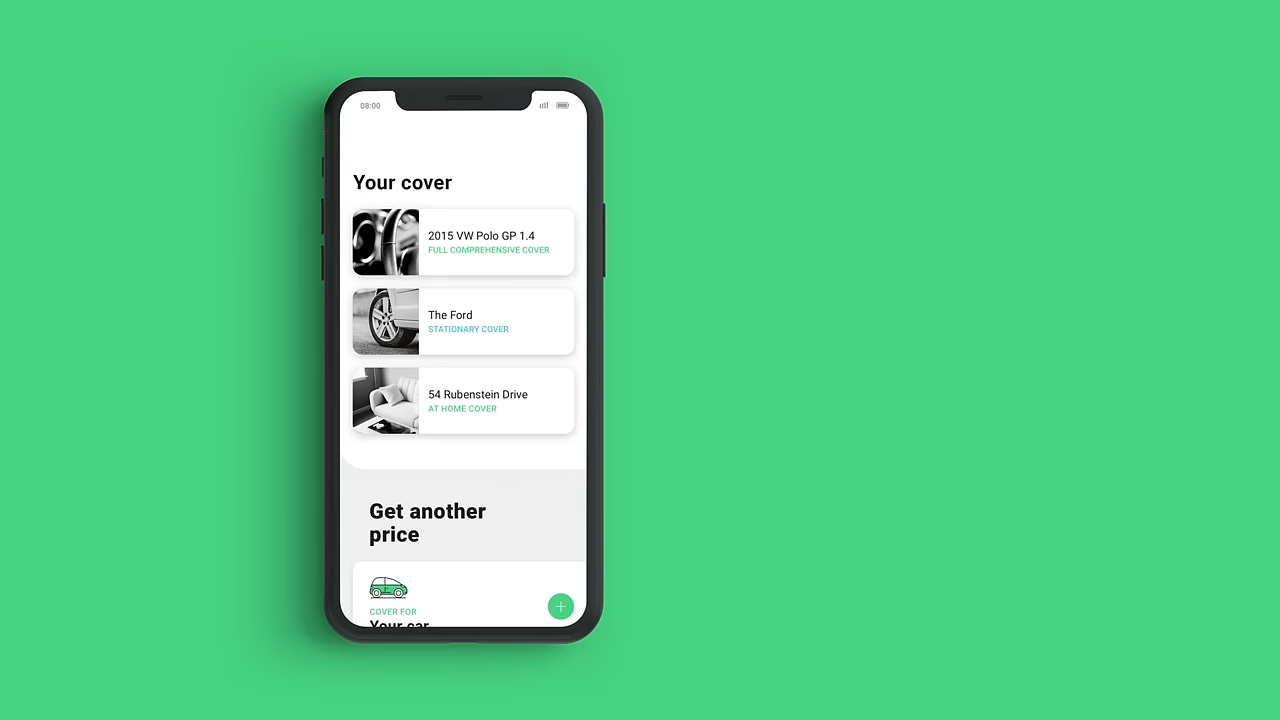 08:00
Your cover
2015 VW Polo GP 1.4
FULL COMPREHENSIVE COVER
The Ford
STATIONARY COVER
54 Rubenstein Drive
AT HOME COVER
Get another
price
COVER FOR
Your car